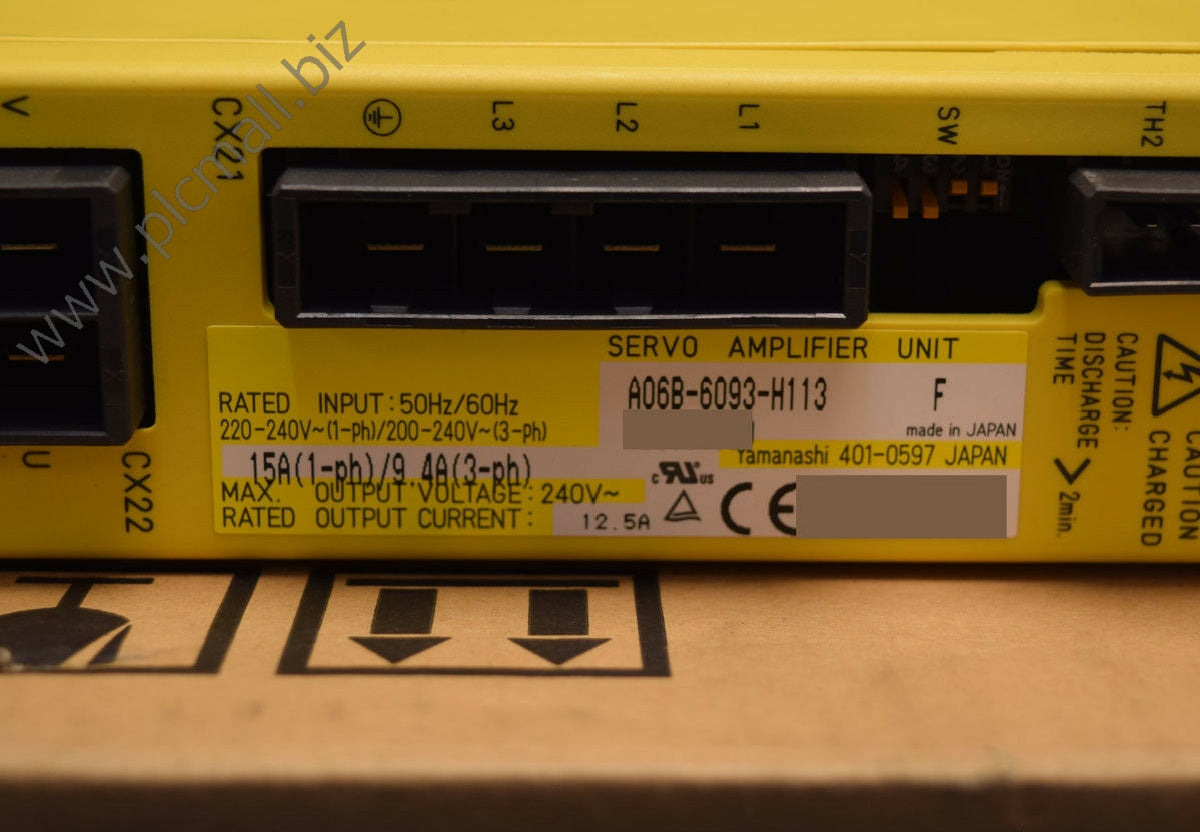 www.plcmall.biz
V
CX21
L3
L2
L1
SW
TH2
ON
SERVO AMPLIFIER UNIT
A06B-6093-H113 F
RATED INPUT:50Hz/60Hz
220-240V~(1-ph)/200-240V~(3-ph)
made in JAPAN
Yamanashi 401-0597 JAPAN
15A(1-ph)/9.4A(3-ph)
MAX. OUTPUT VOLTAGE:240V~
RATED OUTPUT CURRENT: 12.5A
c RU us
CE
U
CX22
CAUTION:
DISCHARGE
TIME
> 2min.
CAUTION
CHARGED